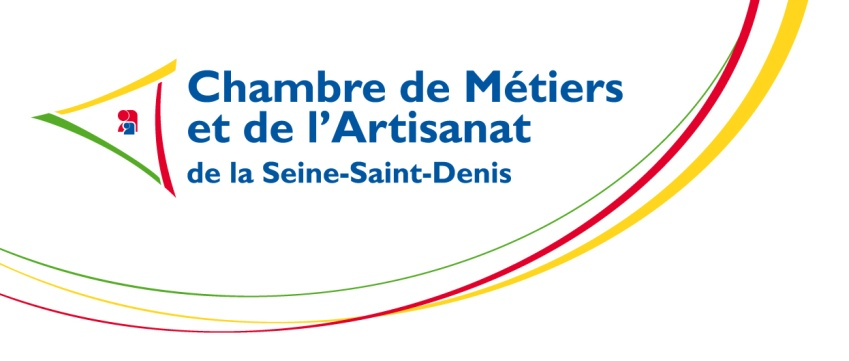 Chambre de Métiers
et de l’Artisanat
de la Seine-Saint-Denis